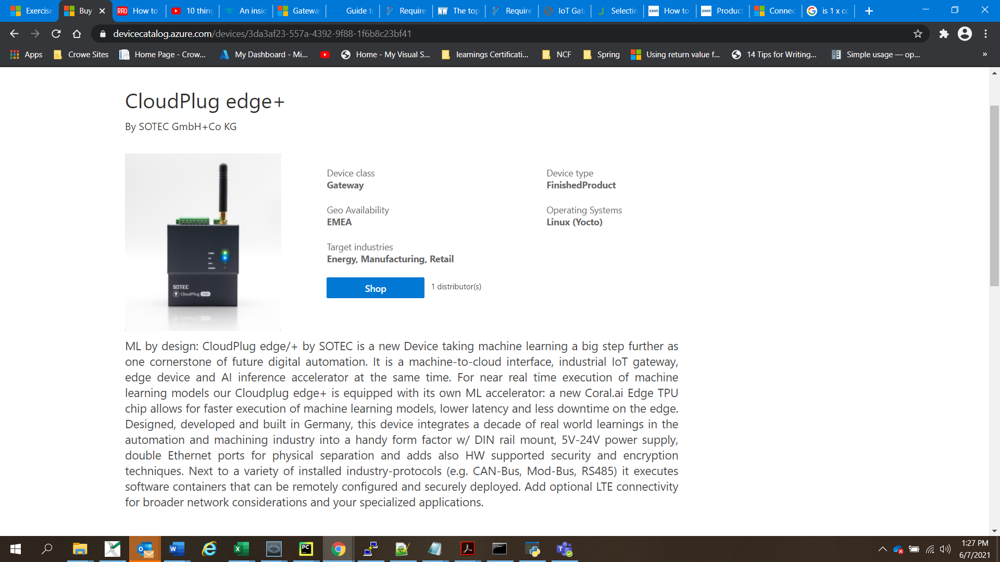 Exercise
Buy
How to
10 thing
An insid
Gatewa
Guide to
Require
The top
Require
IoT Gat
Selectin
How to
Product
Connec
is 1 x co
devicecatalog.azure.com/devices/3da3af23-557a-4392-9f88-1f6b8c23bf41
Apps
Crowe Sites
Home Page - Crow...
My Dashboard - Mi...
Home - My Visual S...
learnings Certificati...
NCF
Spring
Using return value f...
14 Tips for Writing...
Simple usage — op...
»
CloudPlug edge+
By SOTEC GmbH+Co KG
SOTEC
CloudPlug edge
Device class
Gateway
Device type
FinishedProduct
Geo Availability
EMEA
Operating Systems
Linux (Yocto)
Target industries
Energy, Manufacturing, Retail
Shop
1 distributor(s)
ML by design: CloudPlug edge/+ by SOTEC is a new Device taking machine learning a big step further as
one cornerstone of future digital automation. It is a machine-to-cloud interface, industrial IoT gateway,
edge device and AI inference accelerator at the same time. For near real time execution of machine
learning models our Cloudplug edge+ is equipped with its own ML accelerator: a new Coral.ai Edge TPU
chip allows for faster execution of machine learning models, lower latency and less downtime on the edge.
Designed, developed and built in Germany, this device integrates a decade of real world learnings in the
automation and machining industry into a handy form factor w/ DIN rail mount, 5V-24V power supply,
double Ethernet ports for physical separation and adds also HW supported security and encryption
techniques. Next to a variety of installed industry-protocols (e.g. CAN-Bus, Mod-Bus, RS485) it executes
software containers that can be remotely configured and securely deployed. Add optional LTE connectivity
for broader network considerations and your specialized applications.
1:27 PM
6/7/2021